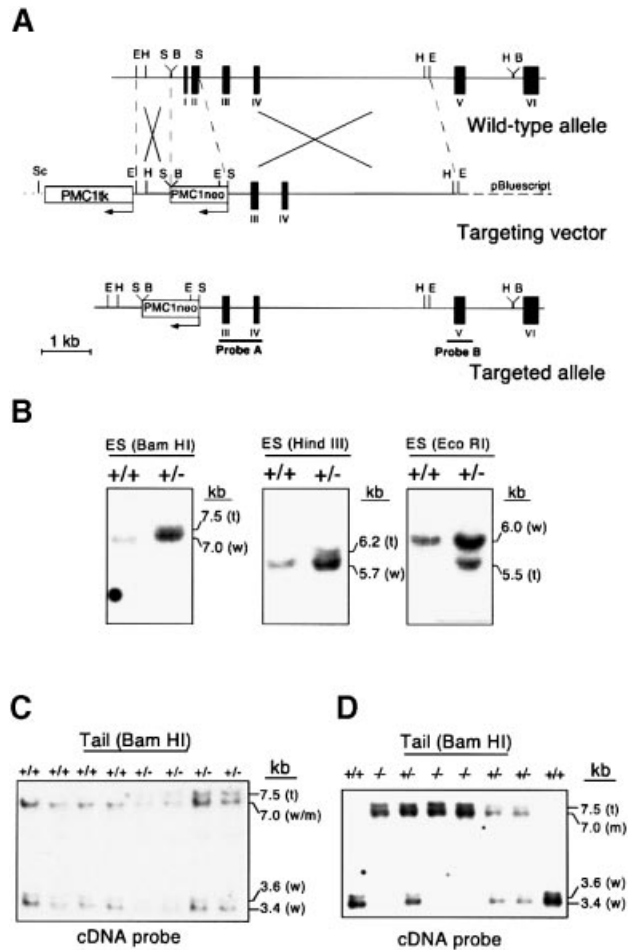 A
E H S B S H E H B
I II III IV V VI
Wild-type allele
Sc E H S B E S H E
PMC1tk PMC1neo pBluescript
III IV
Targeting vector
E H S B E S H E H B
PMC1neo
III IV V VI
1 kb Probe A Probe B
Targeted allele
B
ES (Bam HI) ES (Hind III) ES (Eco RI)
+/+ +/- +/+ +/- +/+ +/-
kb kb kb
7.5 (t) 6.2 (t) 6.0 (w)
7.0 (w) 5.7 (w) 5.5 (t)
C
Tail (Bam HI)
+/+ +/+ +/+ +/+ +/- +/- +/- +/- kb
7.5 (t)
7.0 (w/m)
3.6 (w)
3.4 (w)
cDNA probe
D
Tail (Bam HI)
+/+ -/- +/- -/- -/- +/- +/- +/+ kb
7.5 (t)
7.0 (m)
3.6 (w)
3.4 (w)
cDNA probe